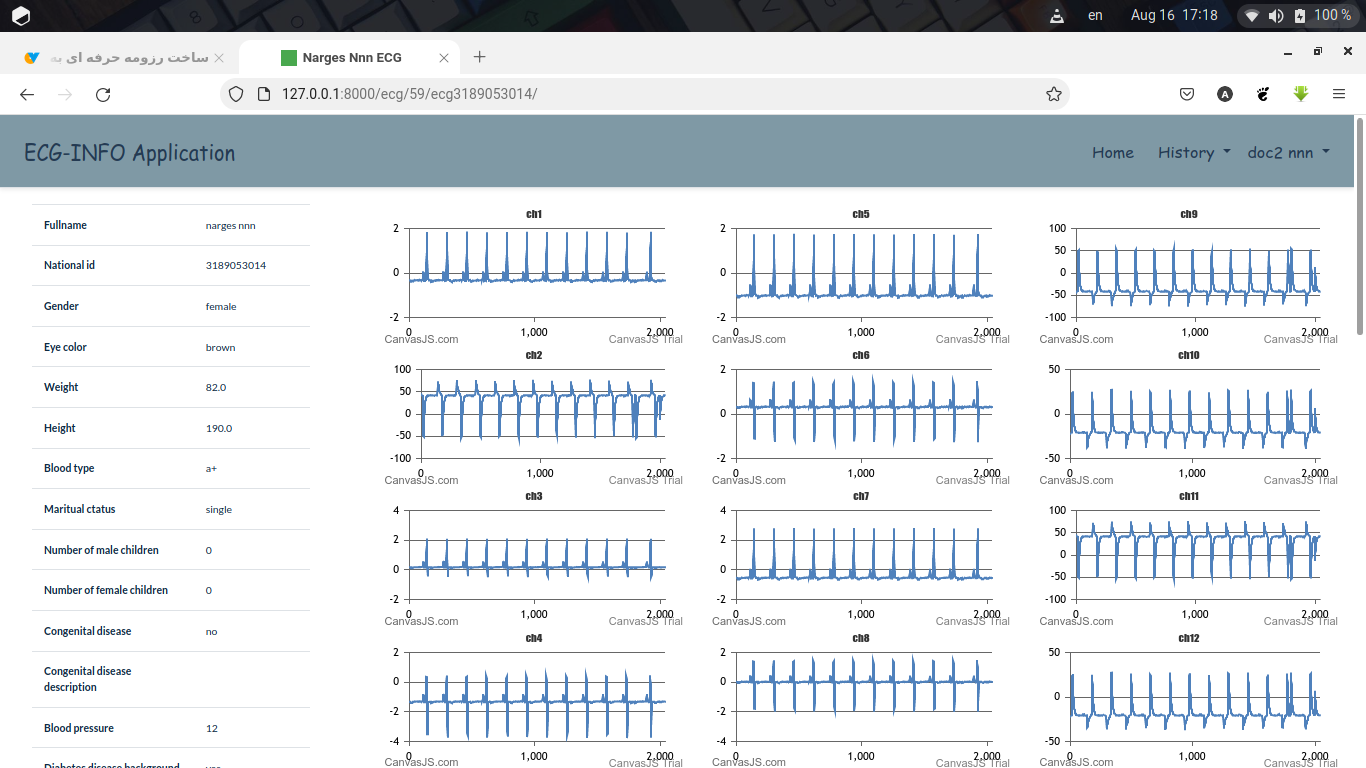 en
Aug 16 17:18
100 %
ساخت رزومه حرفه ای به
Narges Nnn ECG
127.0.0.1:8000/ecg/59/ecg3189053014/
A
ECG-INFO Application
Home
History
doc2 nnn
Fullname narges nnn
National id 3189053014
Gender female
Eye color brown
Weight 82.0
Height 190.0
Blood type a+
Maritual ctatus single
Number of male children 0
Number of female children 0
Congenital disease no
Congenital disease
description
Blood pressure 12
Diabetes disease background yes
ch1
2
0
-2
0 1,000 2,000
CanvasJS.com CanvasJS Trial
ch2
100
50
0
-50
-100
0 1,000 2,000
CanvasJS.com CanvasJS Trial
ch3
4
2
0
-2
0 1,000 2,000
CanvasJS.com CanvasJS Trial
ch4
2
0
-2
-4
0 1,000 2,000
CanvasJS.com CanvasJS Trial
ch5
2
0
-2
0 1,000 2,000
CanvasJS.com CanvasJS Trial
ch6
2
0
-2
0 1,000 2,000
CanvasJS.com CanvasJS Trial
ch7
4
2
0
-2
0 1,000 2,000
CanvasJS.com CanvasJS Trial
ch8
2
0
-2
-4
0 1,000 2,000
CanvasJS.com CanvasJS Trial
ch9
100
50
0
-50
-100
0 1,000 2,000
CanvasJS.com CanvasJS Trial
ch10
50
0
-50
0 1,000 2,000
CanvasJS.com CanvasJS Trial
ch11
100
50
0
-50
-100
0 1,000 2,000
CanvasJS.com CanvasJS Trial
ch12
50
0
-50
0 1,000 2,000
CanvasJS.com CanvasJS Trial